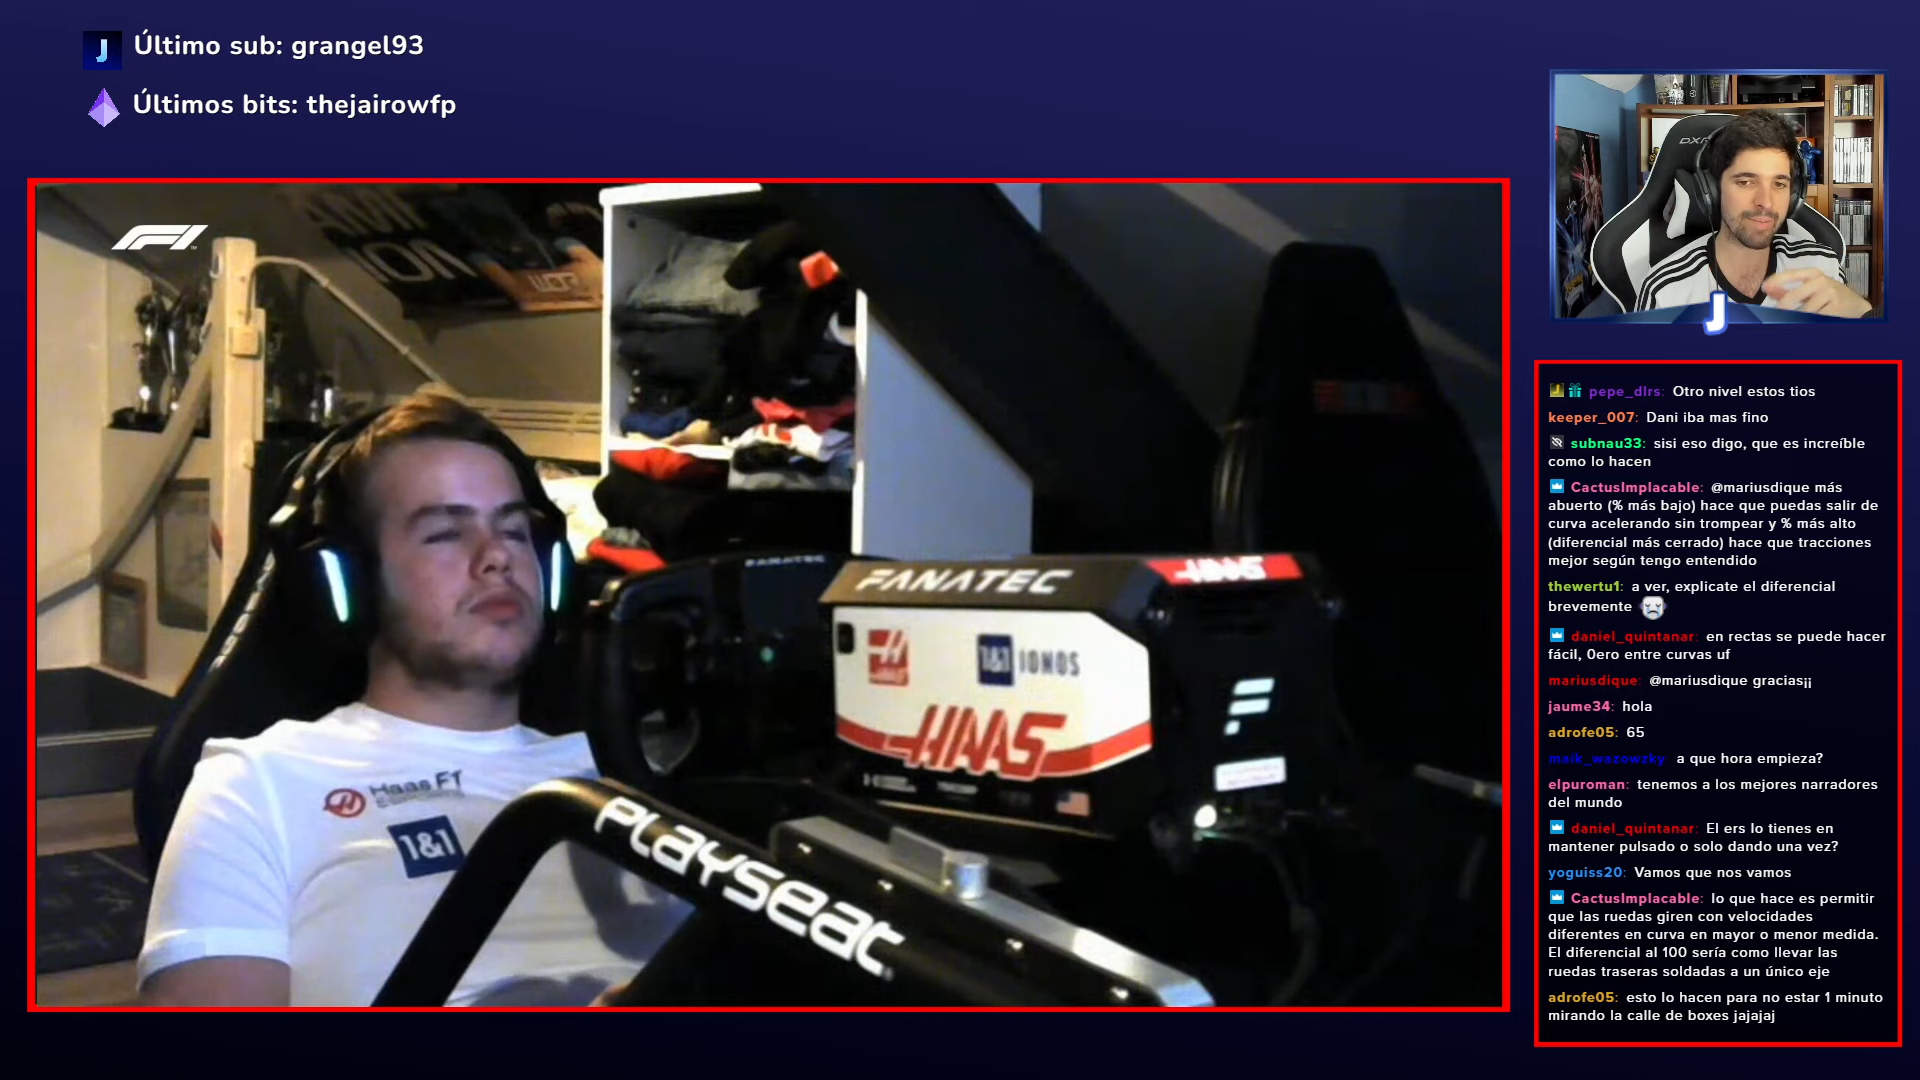 Último sub: grangel93
Últimos bits: thejairowfp
F1
DXR
FANATEC
FANATEC
HAAS
1&1 IONOS
HAAS
Haas F1
ESPORTS
1&1
PLAYSEAT
J
pepe_dlrs: Otro nivel estos tios
keeper_007: Dani iba mas fino
subnau33: sisi eso digo, que es increíble
como lo hacen
CactusImplacable: @mariusdique más
abuerto (% más bajo) hace que puedas salir de
curva acelerando sin trompear y % más alto
(diferencial más cerrado) hace que tracciones
mejor según tengo entendido
thewertu1: a ver, explicate el diferencial
brevemente
daniel_quintanar: en rectas se puede hacer
fácil, 0ero entre curvas uf
mariusdique: @mariusdique gracias¡¡
jaume34: hola
adrofe05: 65
maik_wazowzky: a que hora empieza?
elpuroman: tenemos a los mejores narradores
del mundo
daniel_quintanar: El ers lo tienes en
mantener pulsado o solo dando una vez?
yoguiss20: Vamos que nos vamos
CactusImplacable: lo que hace es permitir
que las ruedas giren con velocidades
diferentes en curva en mayor o menor medida.
El diferencial al 100 sería como llevar las
ruedas traseras soldadas a un único eje
adrofe05: esto lo hacen para no estar 1 minuto
mirando la calle de boxes jajajaj